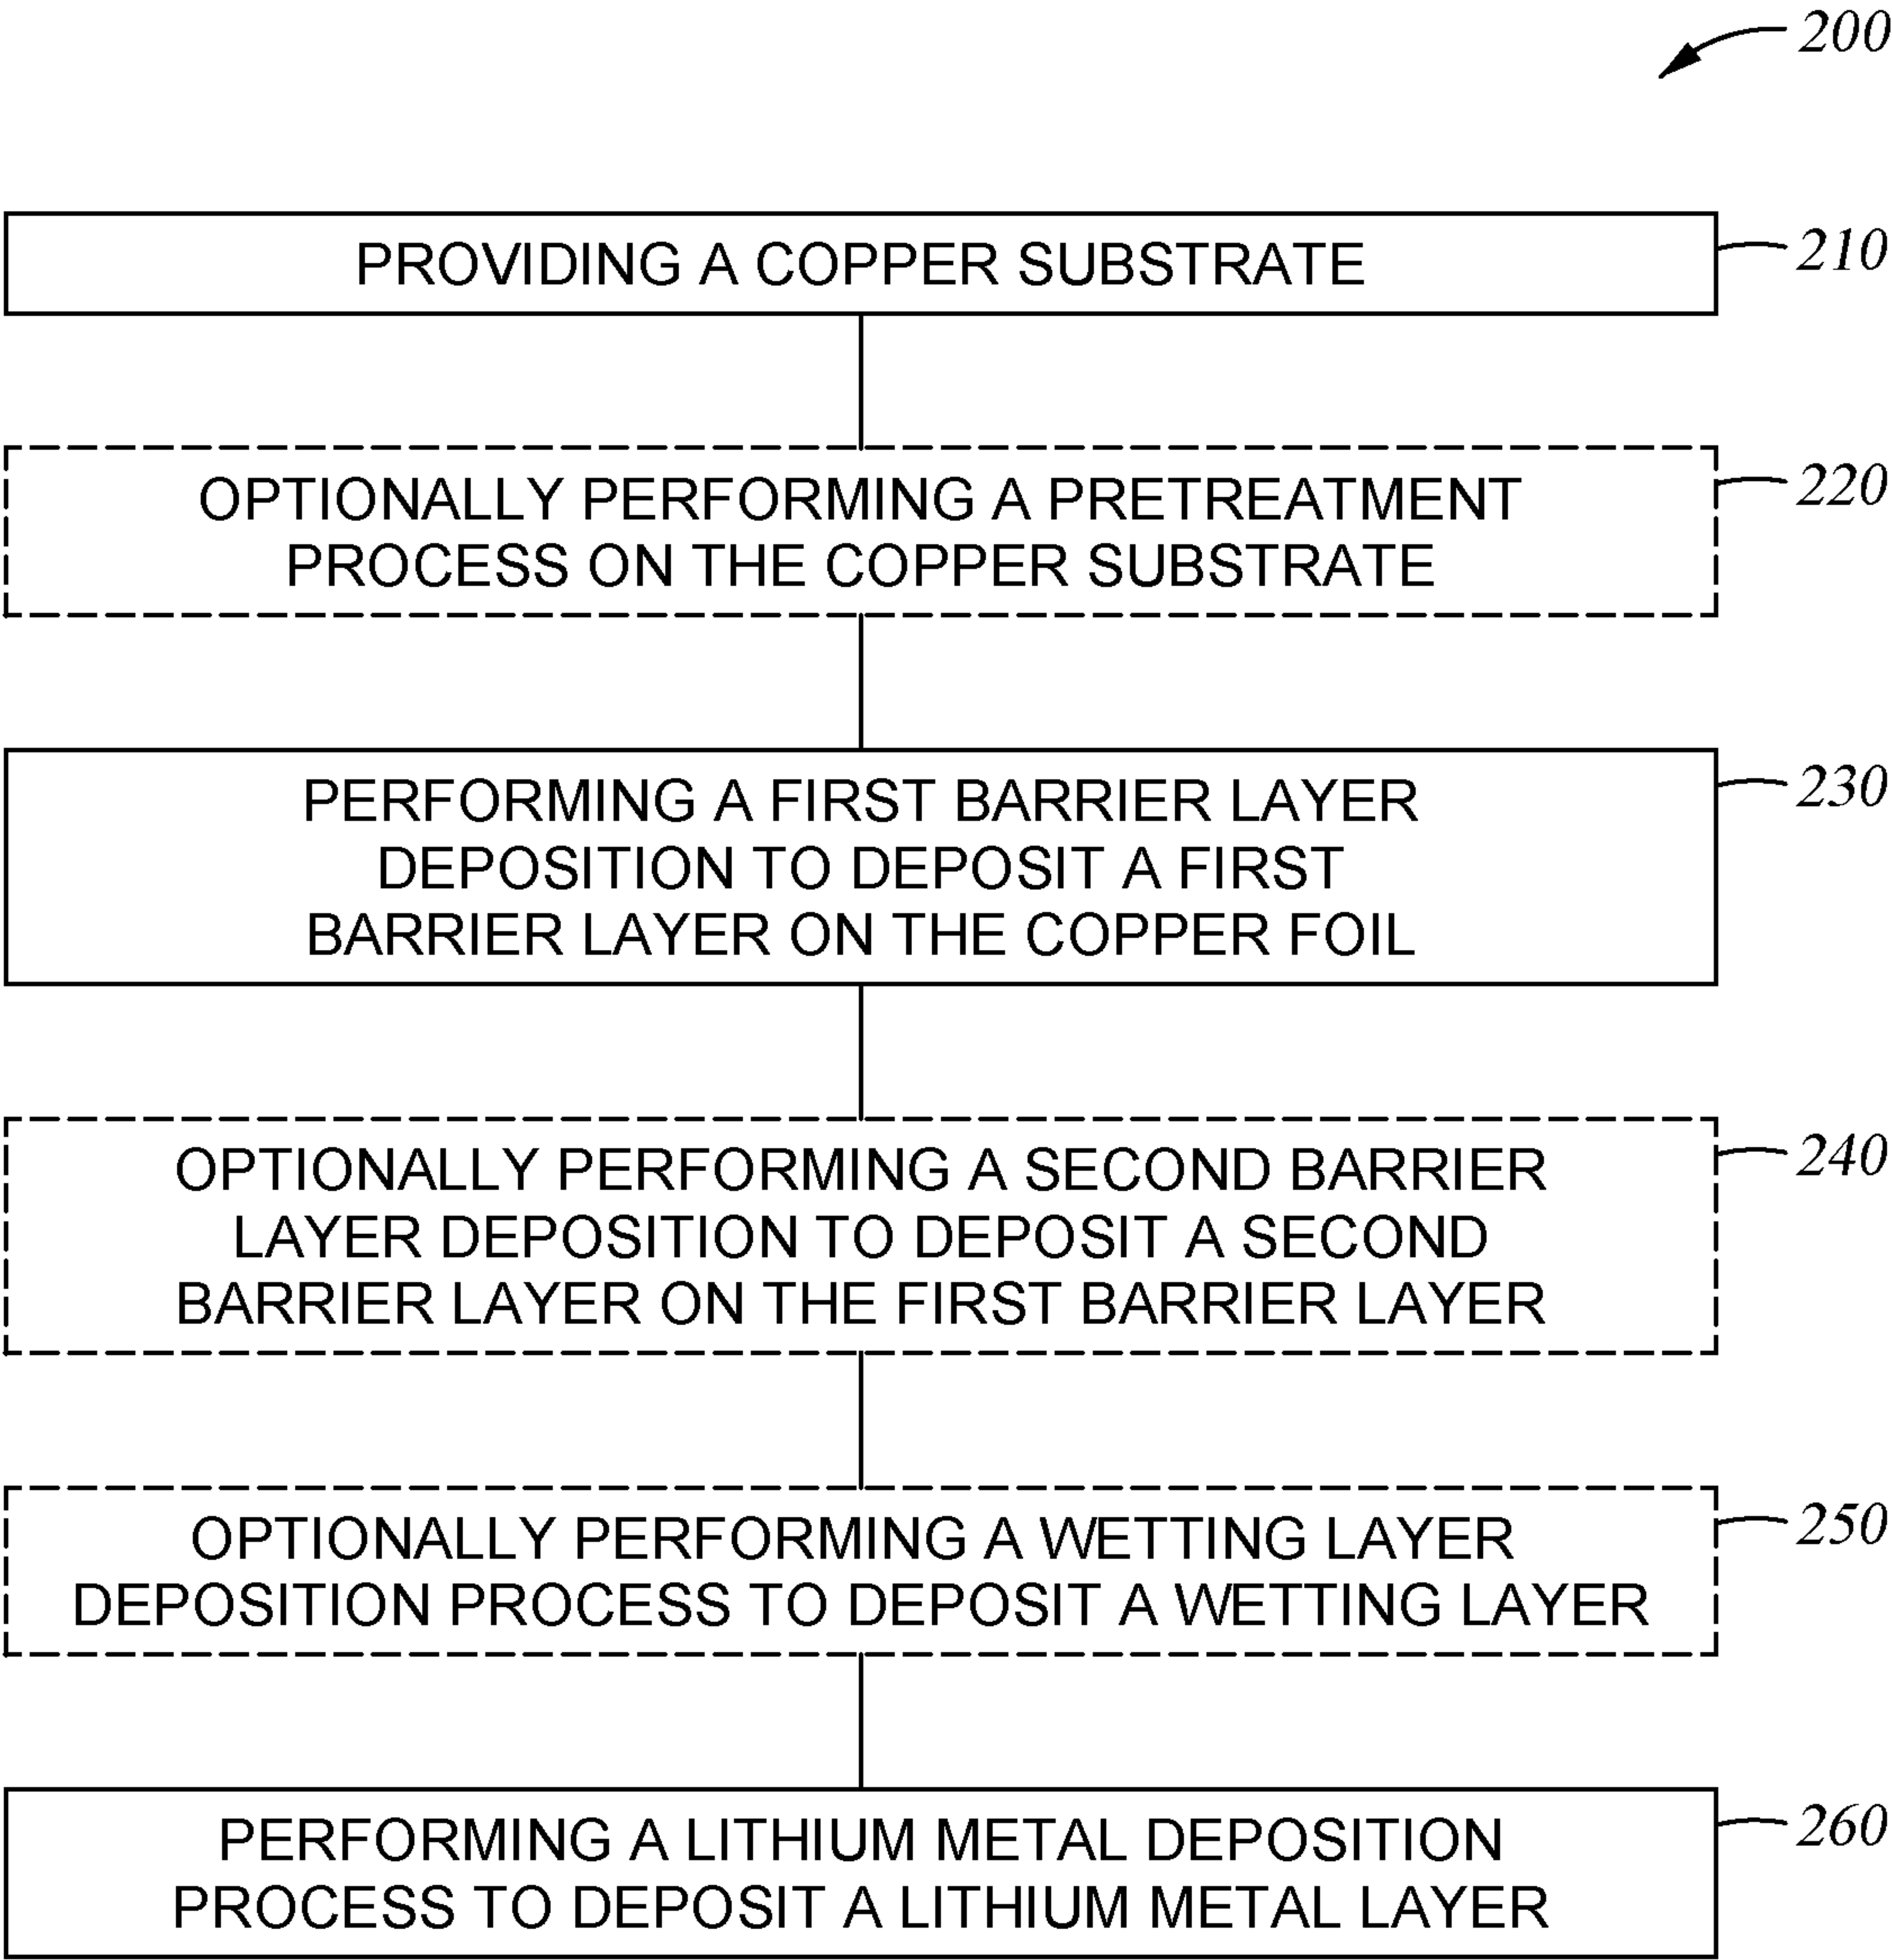 200
PROVIDING A COPPER SUBSTRATE
210
OPTIONALLY PERFORMING A PRETREATMENT
PROCESS ON THE COPPER SUBSTRATE
220
PERFORMING A FIRST BARRIER LAYER
DEPOSITION TO DEPOSIT A FIRST
BARRIER LAYER ON THE COPPER FOIL
230
OPTIONALLY PERFORMING A SECOND BARRIER
LAYER DEPOSITION TO DEPOSIT A SECOND
BARRIER LAYER ON THE FIRST BARRIER LAYER
240
OPTIONALLY PERFORMING A WETTING LAYER
DEPOSITION PROCESS TO DEPOSIT A WETTING LAYER
250
PERFORMING A LITHIUM METAL DEPOSITION
PROCESS TO DEPOSIT A LITHIUM METAL LAYER
260